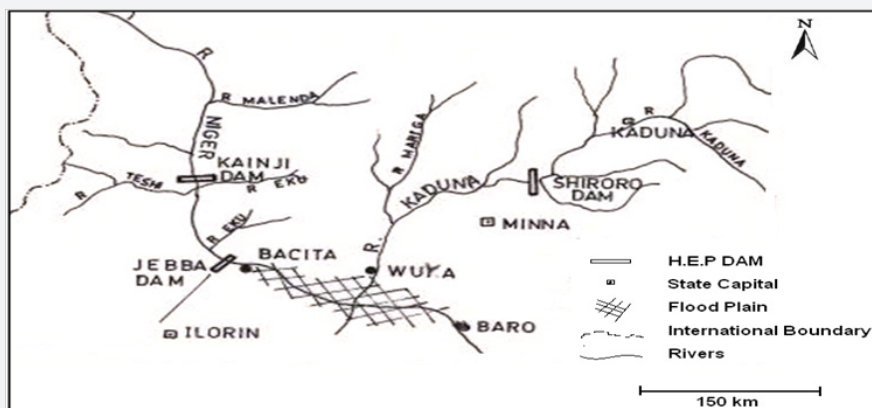 N
R
R MALENDA
NIGER
KAINJI
DAM
R TESHI
R EKU
R EKU
JEBBA
DAM
BACITA
ILORIN
R MARIGA
R. KADUNA
WUYA
BARO
MINNA
SHIRORO
DAM
KADUNA
R KADUNA
H.E.P DAM
State Capital
Flood Plain
International Boundary
Rivers
150 km